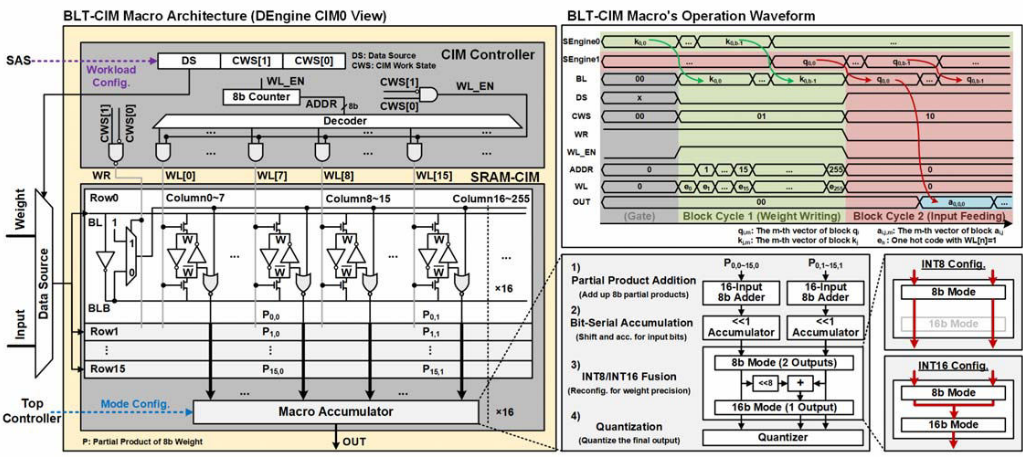 BLT-CIM Macro Architecture (DEngine CIM0 View)
CIM Controller
SAS
Workload
Config.
DS
CWS[1]
CWS[0]
DS: Data Source
CWS: CIM Work State
WL_EN
8b Counter
ADDR
8b
CWS[1]
CWS[0]
WL_EN
Decoder
CWS[1]
CWS[0]
...
...
...
...
...
...
WR
WL[0]
WL[7]
WL[8]
WL[15]
SRAM-CIM
Weight
Input
Data Source
Row0
Column0~7
Column8~15
Column16~255
BL
1
1
0
W
W
W
W
W
W
...
...
...
BLB
×16
P0,0
P0,1
Row1
P1,0
P1,1
⋮
⋮
⋮
Row15
P15,0
P15,1
...
...
Top
Controller
Mode Config.
Macro Accumulator
×16
OUT
P: Partial Product of 8b Weight
BLT-CIM Macro's Operation Waveform
SEngine0
k0,0
...
k0,b-1
...
SEngine1
...
q0,0
...
q0,b-1
...
BL
00
k0,0
...
k0,b-1
q0,0
...
q0,b-1
DS
x
CWS
00
01
10
WR
WL_EN
ADDR
0
1
...
15
...
255
0
WL
0
e0
e1
...
e15
...
e255
0
OUT
00
a0,0,0
...
(Gate)
Block Cycle 1 (Weight Writing)
Block Cycle 2 (Input Feeding)
qi,m: The m-th vector of block qi
ai,j,m: The m-th vector of block ai,j
kj,m: The m-th vector of block kj
en: One hot code with WL[n]=1
1)
Partial Product Addition
(Add up 8b partial products)
P0,0~15,0
P0,1~15,1
16-Input
8b Adder
16-Input
8b Adder
2)
Bit-Serial Accumulation
(Shift and acc. for input bits)
<<1
Accumulator
<<1
Accumulator
3)
INT8/INT16 Fusion
(Reconfig. for weight precision)
8b Mode (2 Outputs)
<<8
+
16b Mode (1 Output)
4)
Quantization
(Quantize the final output)
Quantizer
INT8 Config.
8b Mode
16b Mode
INT16 Config.
8b Mode
16b Mode